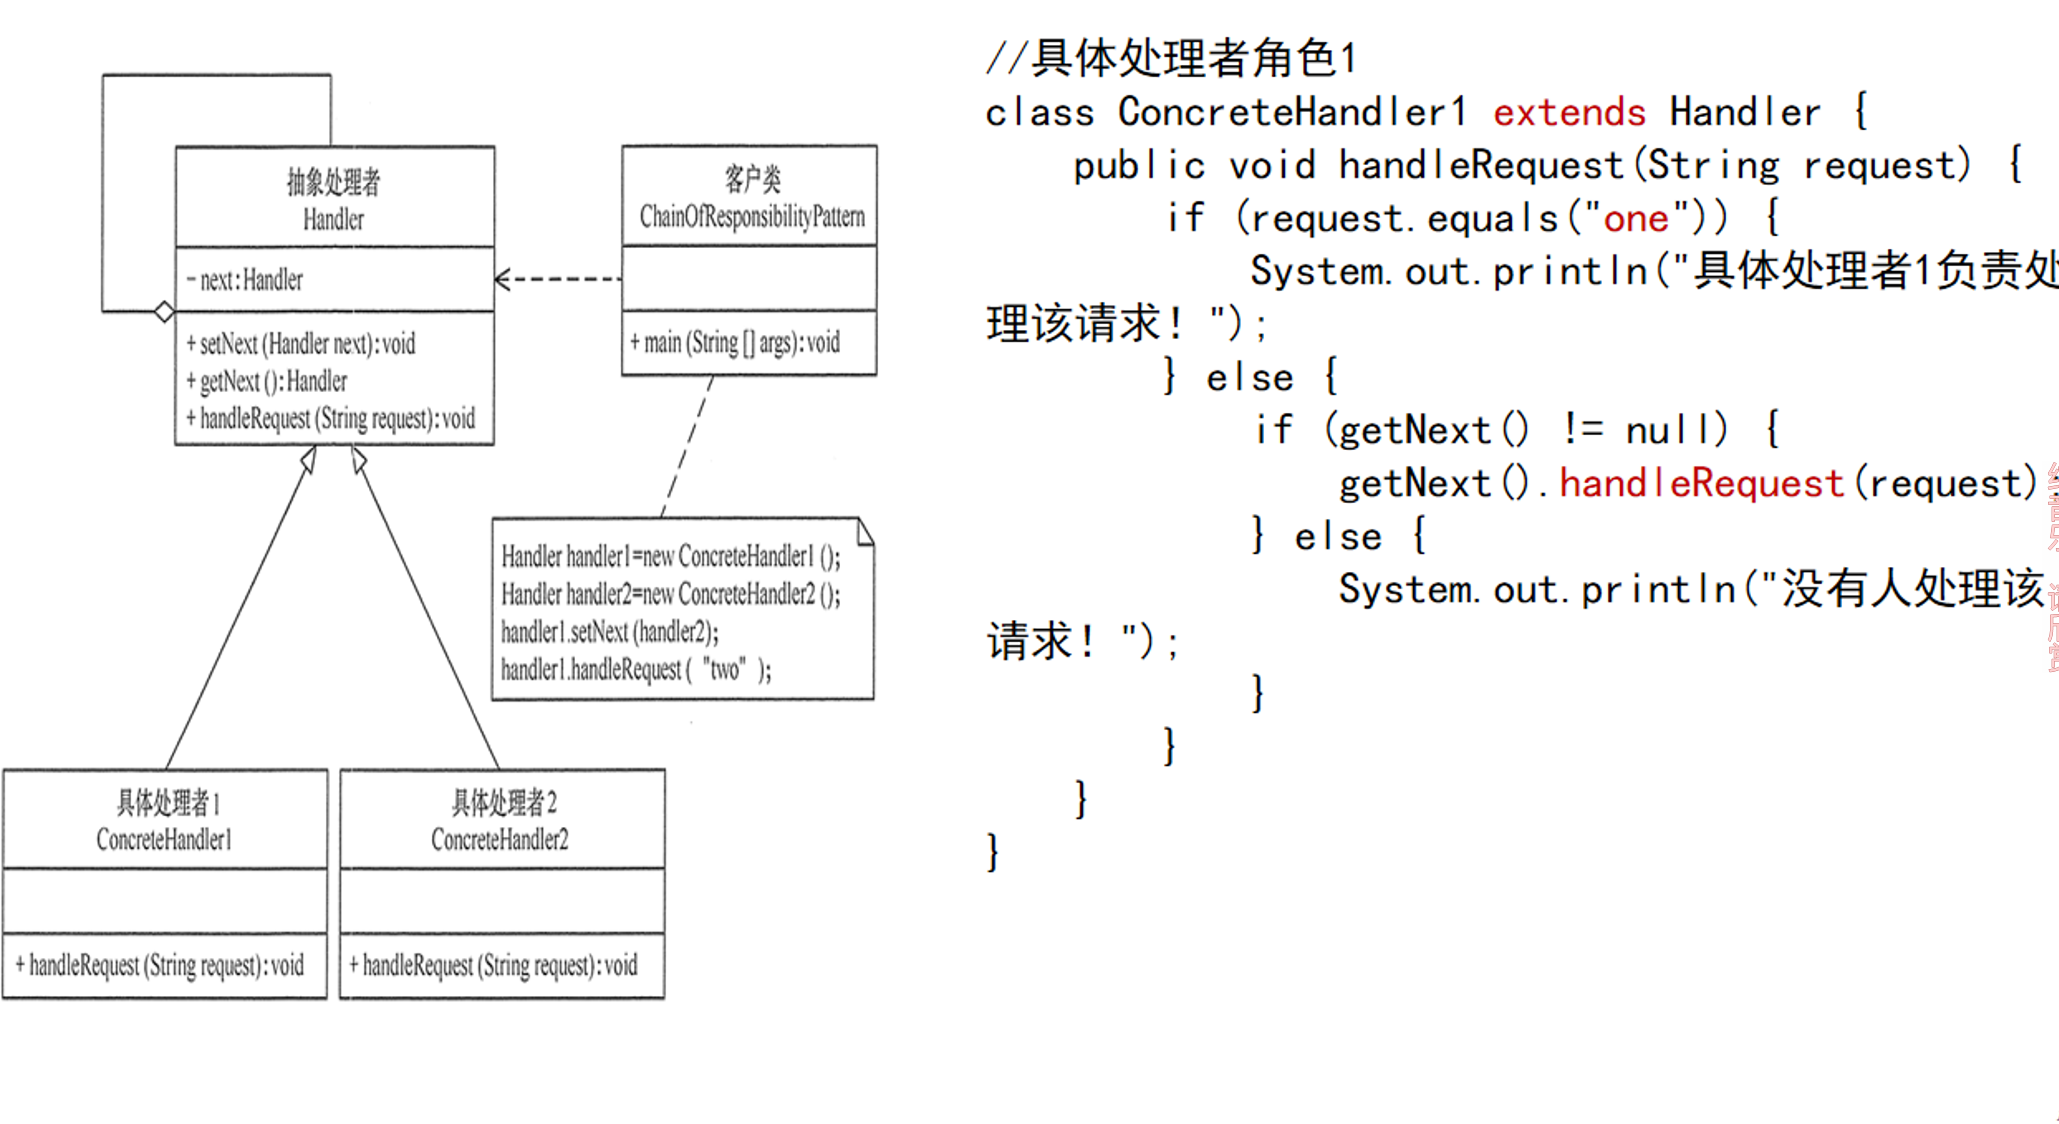 抽象处理者
Handler
- next:Handler
+ setNext (Handler next):void
+ getNext ():Handler
+ handleRequest (String request):void
客户类
ChainOfResponsibilityPattern
+ main (String [] args):void
Handler handler1=new ConcreteHandler1 ();
Handler handler2=new ConcreteHandler2 ();
handler1.setNext (handler2);
handler1.handleRequest ( "two" );
具体处理者1
ConcreteHandler1
+ handleRequest (String request):void
具体处理者2
ConcreteHandler2
+ handleRequest (String request):void
//具体处理者角色1
class ConcreteHandler1 extends Handler {
public void handleRequest(String request) {
if (request.equals("one")) {
System.out.println("具体处理者1负责处
理该请求！");
} else {
if (getNext() != null) {
getNext().handleRequest(request);
} else {
System.out.println("没有人处理该
请求！");
}
}
}
}